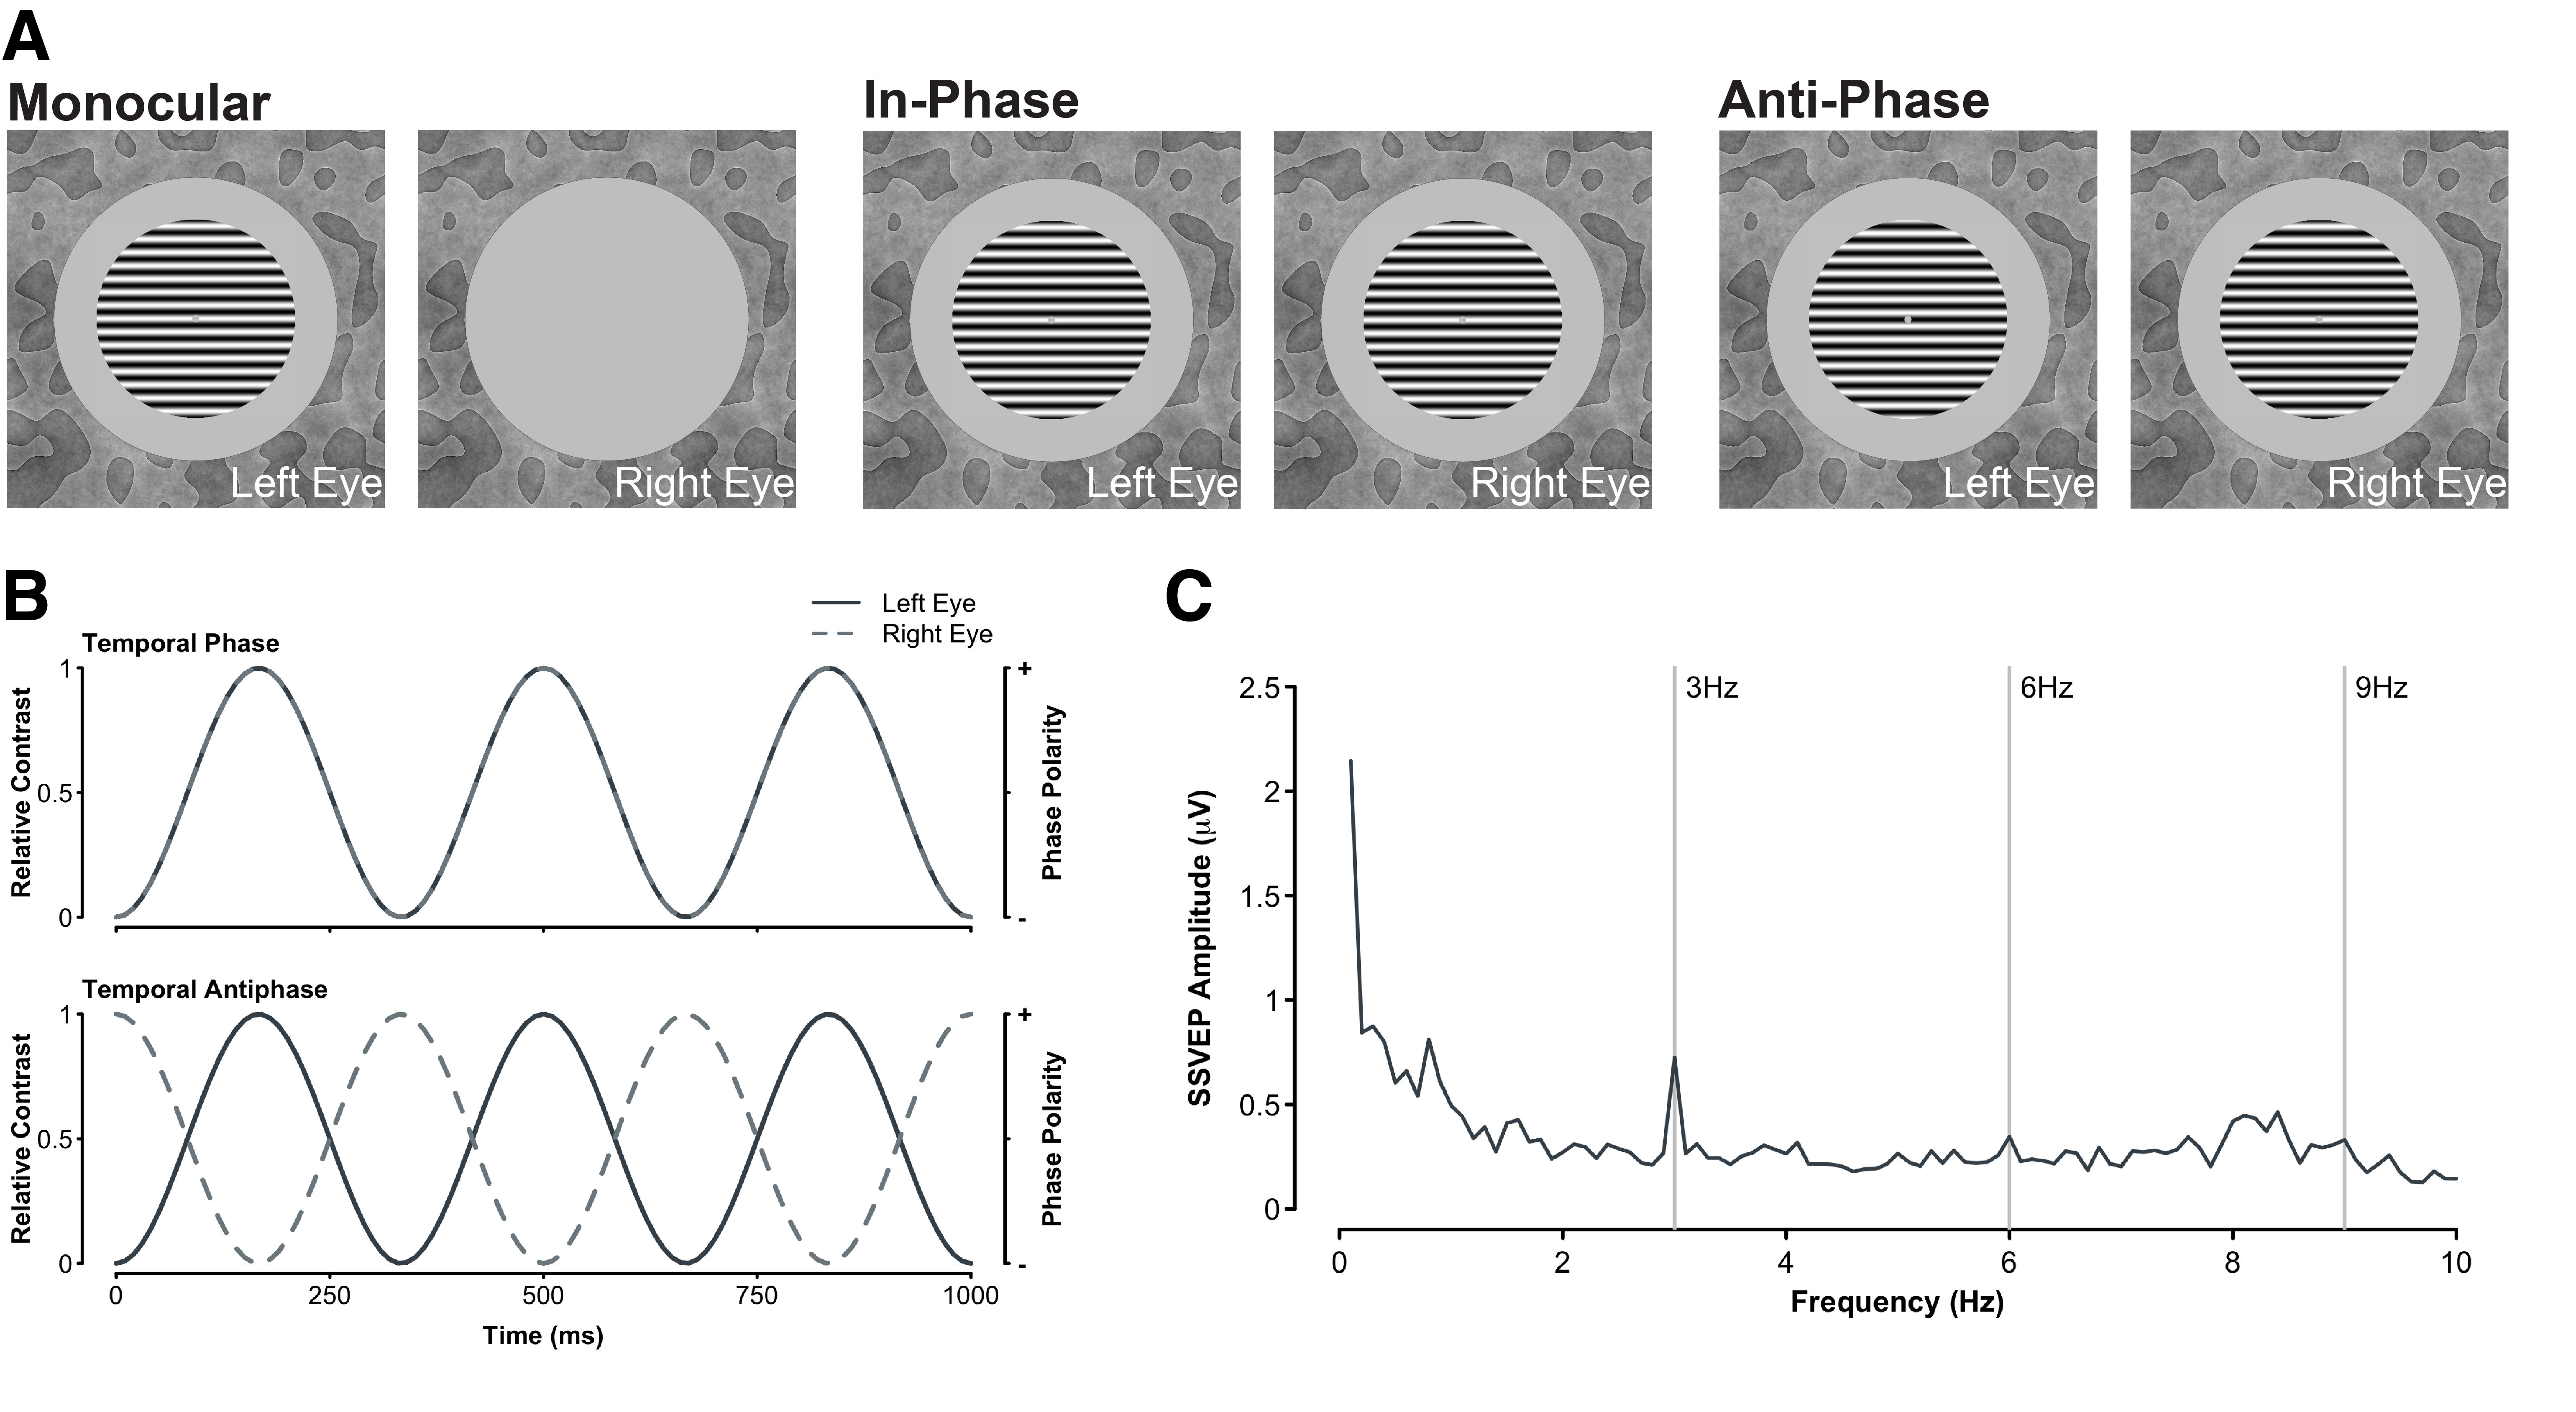 A
Monocular
In-Phase
Anti-Phase
Left Eye
Right Eye
Left Eye
Right Eye
Left Eye
Right Eye
B
Left Eye
Right Eye
Temporal Phase
1
0.5
0
Relative Contrast
+
-
Phase Polarity
Temporal Antiphase
1
0.5
0
Relative Contrast
+
-
Phase Polarity
0
250
500
750
1000
Time (ms)
C
2.5
2
1.5
1
0.5
0
SSVEP Amplitude (μV)
3Hz
6Hz
9Hz
0
2
4
6
8
10
Frequency (Hz)